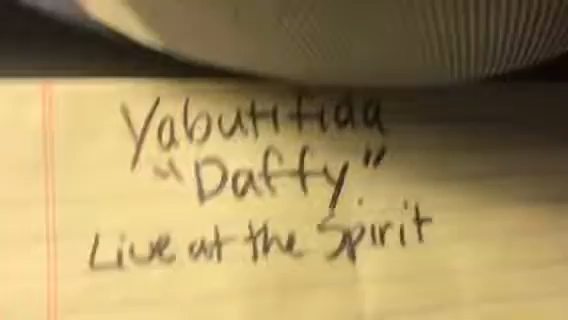 Yabutifida
"Daffy"
Live at the Spirit